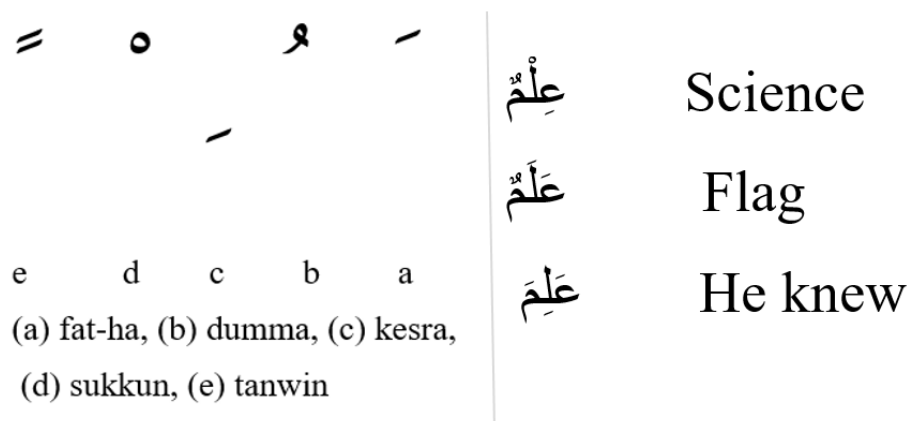 e d c b a
(a) fat-ha, (b) dumma, (c) kesra,
(d) sukkun, (e) tanwin
عِلْمٌ Science
عَلَمٌ Flag
عَلِمَ He knew